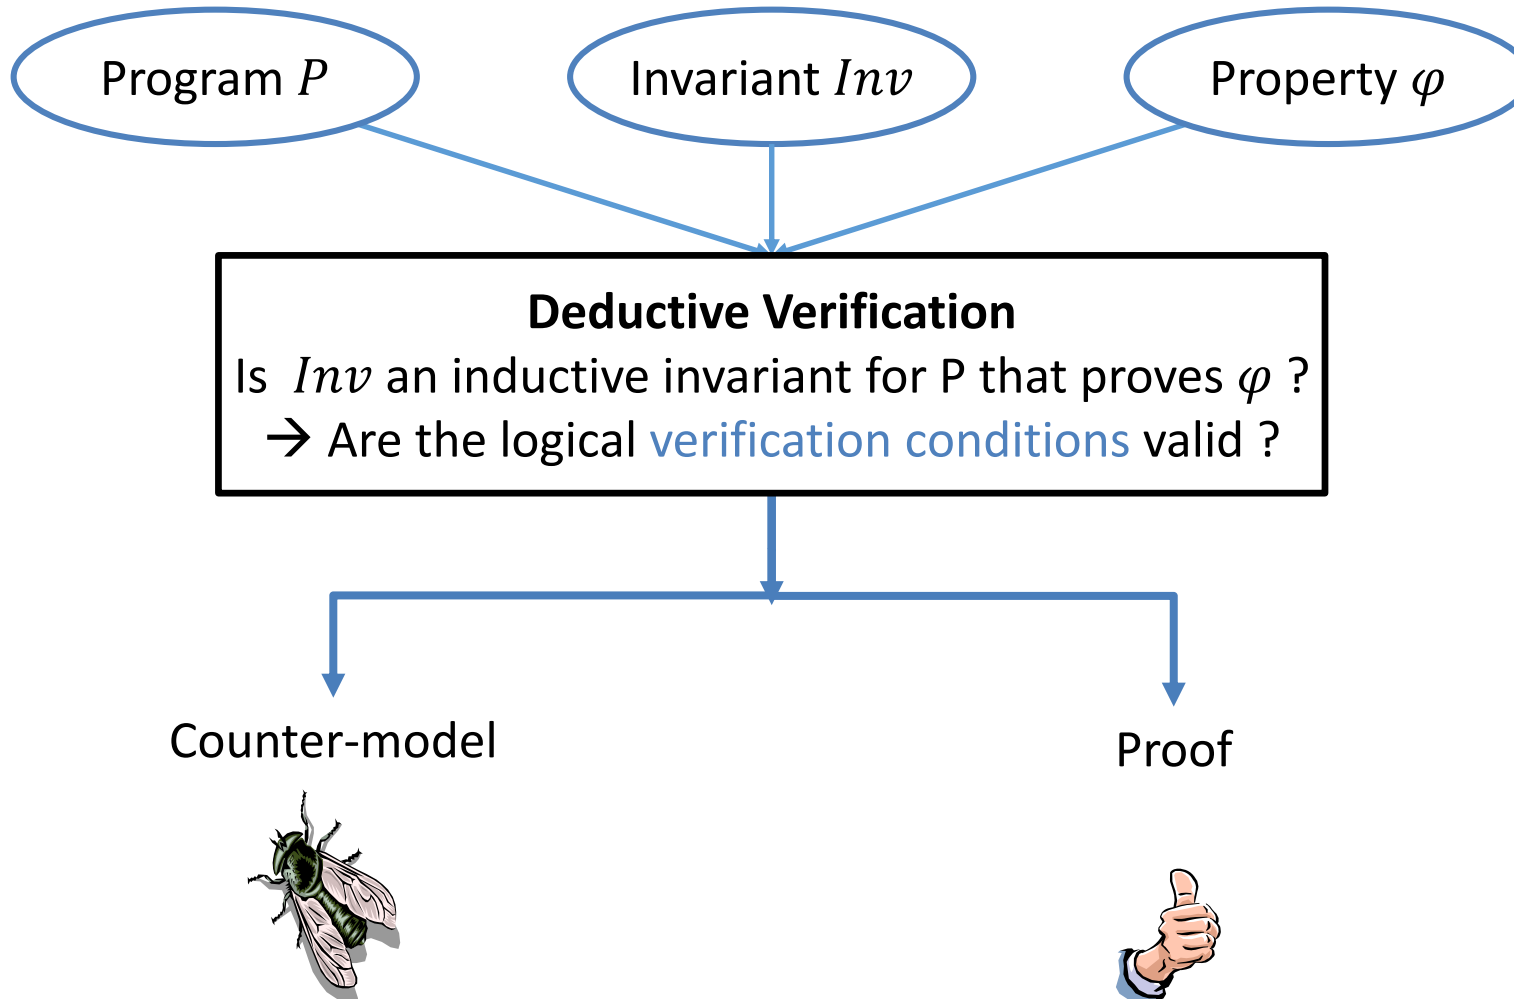 Program P
Invariant Inv
Property φ
Deductive Verification
Is Inv an inductive invariant for P that proves φ ?
→ Are the logical verification conditions valid ?
Counter-model
Proof